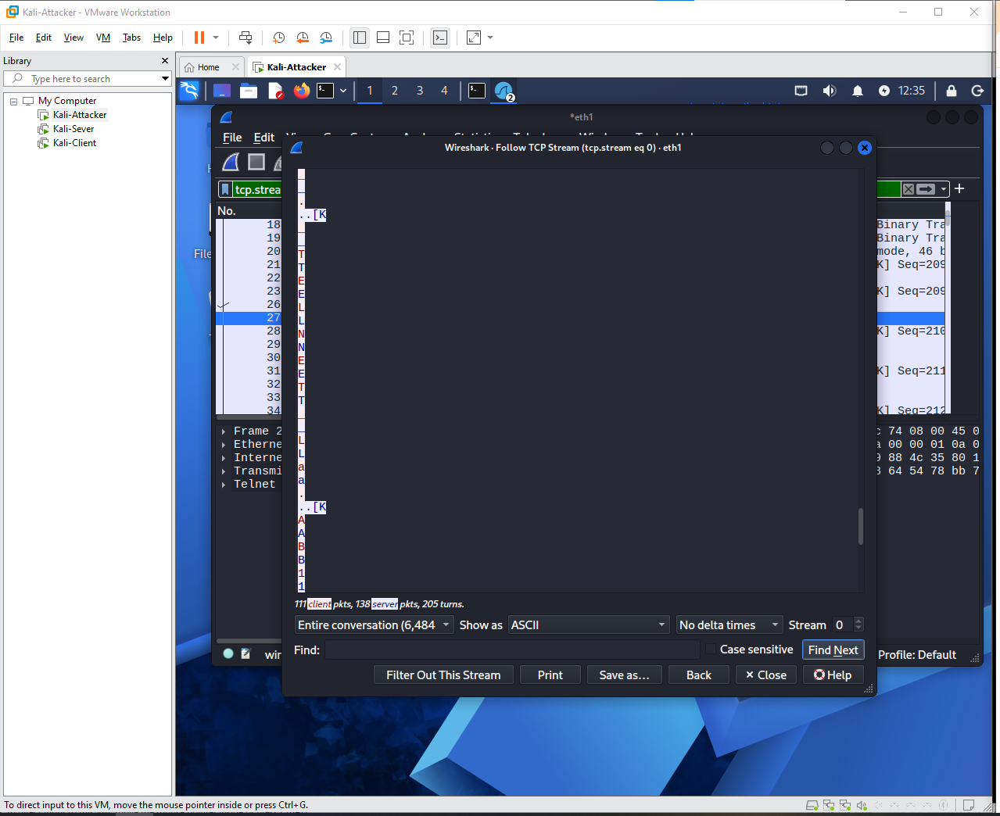 Kali-Attacker - VMware Workstation
File Edit View VM Tabs Help
Library
Type here to search
My Computer
Kali-Attacker
Kali-Sever
Kali-Client
Home
Kali-Attacker
1 2 3 4
2
12:35
*eth1
File Edit
Wireshark · Follow TCP Stream (tcp.stream eq 0) · eth1
tcp.strea
No.
18
19
20
21
22
23
26
27
28
29
30
31
32
33
34
Binary Tra
Binary Tra
mode, 46 b
K] Seq=209
K] Seq=209
K] Seq=210
K] Seq=211
K] Seq=212
Frame 2
Etherne
Interne
Transmi
Telnet
c 74 08 00 45 0
a 00 00 01 0a 0
9 88 4c 35 80 1
3 64 54 78 bb 7
_
_
.
..[K
_
_
T
T
E
E
L
L
N
N
E
E
T
T
_
_
L
L
a
a
.
..[K
A
A
B
B
1
1
111 client pkts, 138 server pkts, 205 turns.
Entire conversation (6,484 Show as ASCII No delta times Stream 0
Find: Case sensitive Find Next
Filter Out This Stream Print Save as… Back Close Help
wir
Profile: Default
File
To direct input to this VM, move the mouse pointer inside or press Ctrl+G.